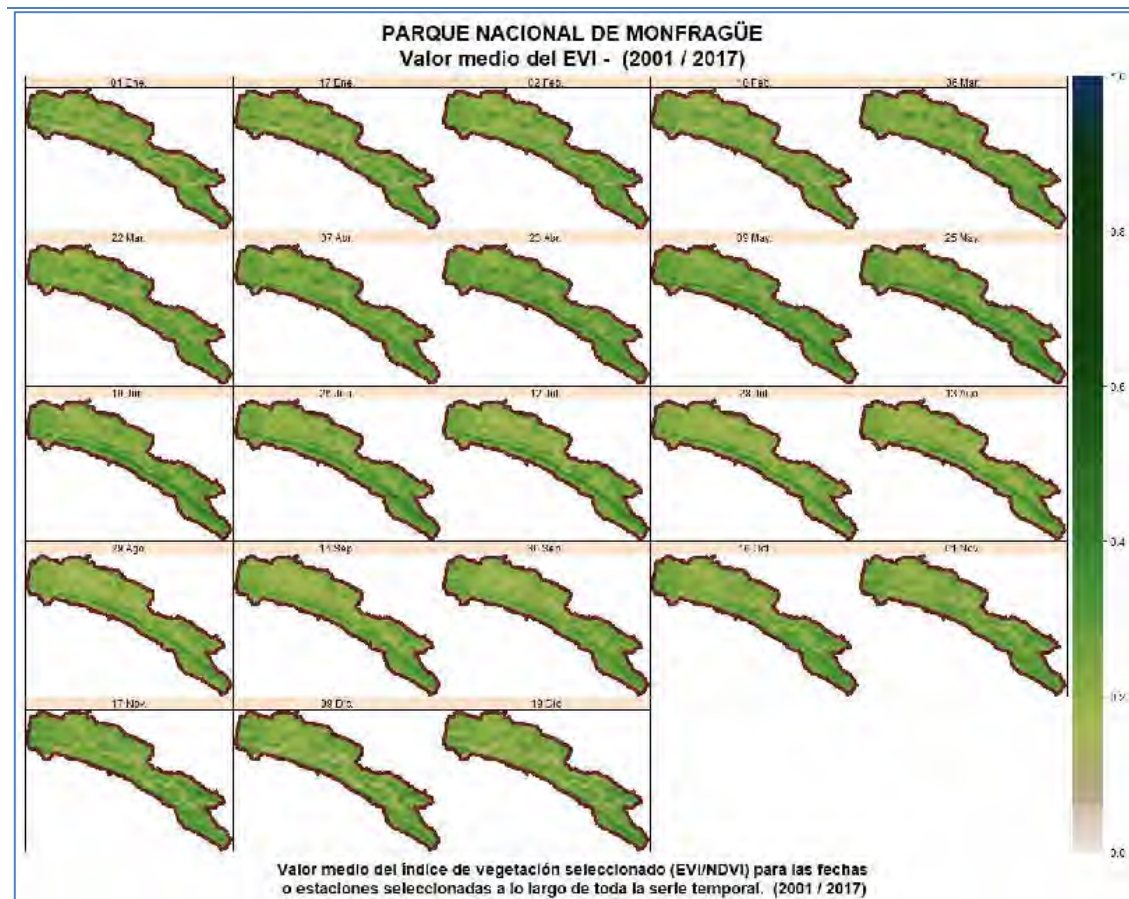 PARQUE NACIONAL DE MONFRAGÜE
Valor medio del EVI - (2001 / 2017)
01 Ene. 17 Ene. 02 Feb. 18 Feb. 06 Mar.
1.0
22 Mar. 07 Abr. 23 Abr. 09 May. 25 May.
0.8
10 Jun. 26 Jun. 12 Jul. 28 Jul. 13 Ago.
0.6
29 Ago. 14 Sep. 30 Sep. 16 Oct. 01 Nov.
0.4
17 Nov. 19 Dic.
0.2
0.0
Valor medio del índice de vegetación seleccionado (EVI/NDVI) para las fechas
o estaciones seleccionadas a lo largo de toda la serie temporal. (2001 / 2017)